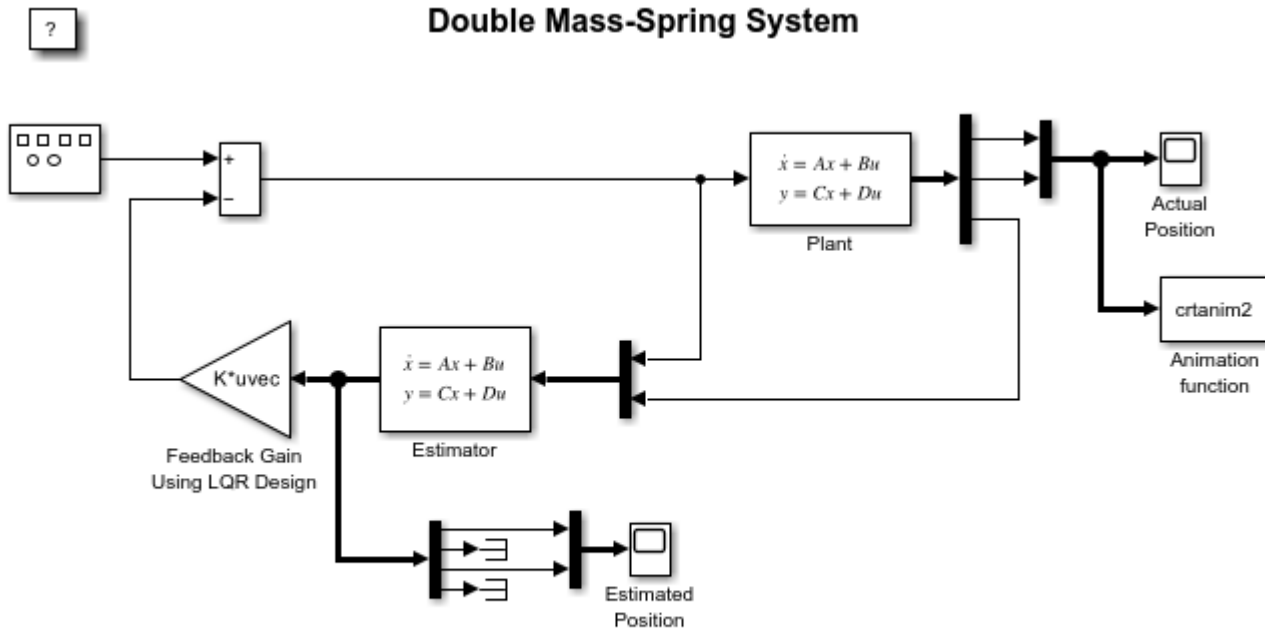 Double Mass-Spring System
?
+
−
ẋ = Ax + Bu
y = Cx + Du
Plant
Actual
Position
crtanim2
Animation
function
K*uvec
Feedback Gain
Using LQR Design
ẋ = Ax + Bu
y = Cx + Du
Estimator
Estimated
Position